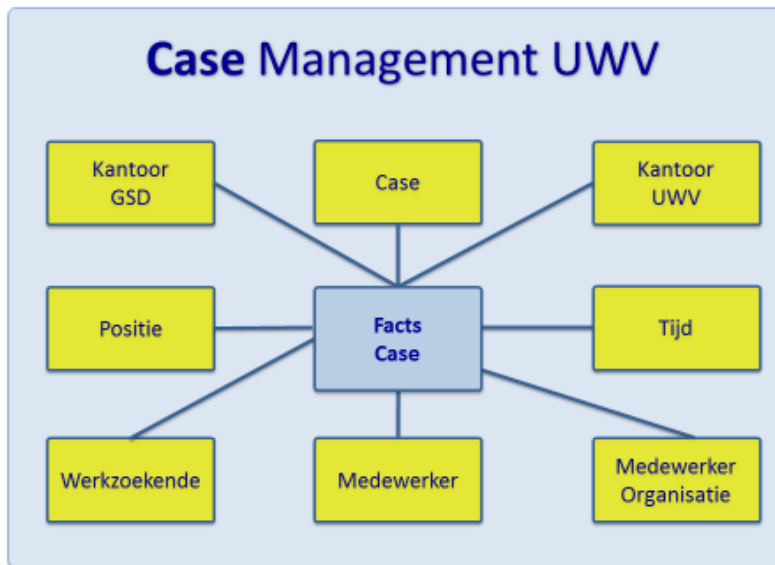 Case Management UWV
Kantoor
GSD
Case
Kantoor
UWV
Positie
Facts
Case
Tijd
Werkzoekende
Medewerker
Medewerker
Organisatie